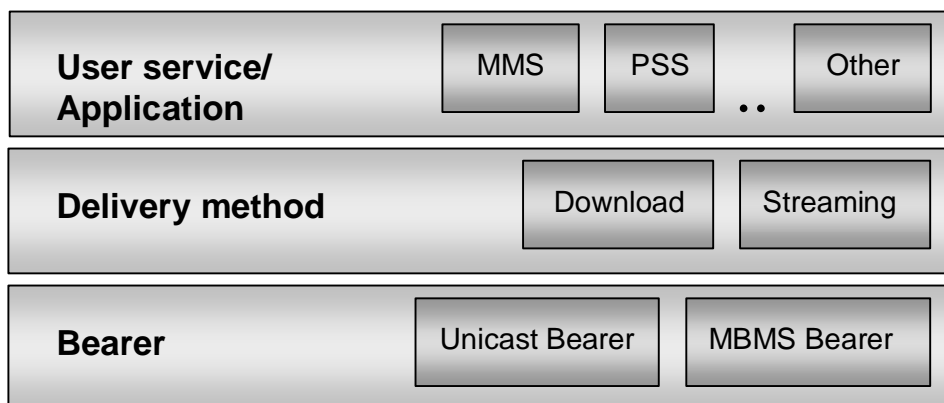 User service/
Application
MMS
PSS
..
Other
Delivery method
Download
Streaming
Bearer
Unicast Bearer
MBMS Bearer